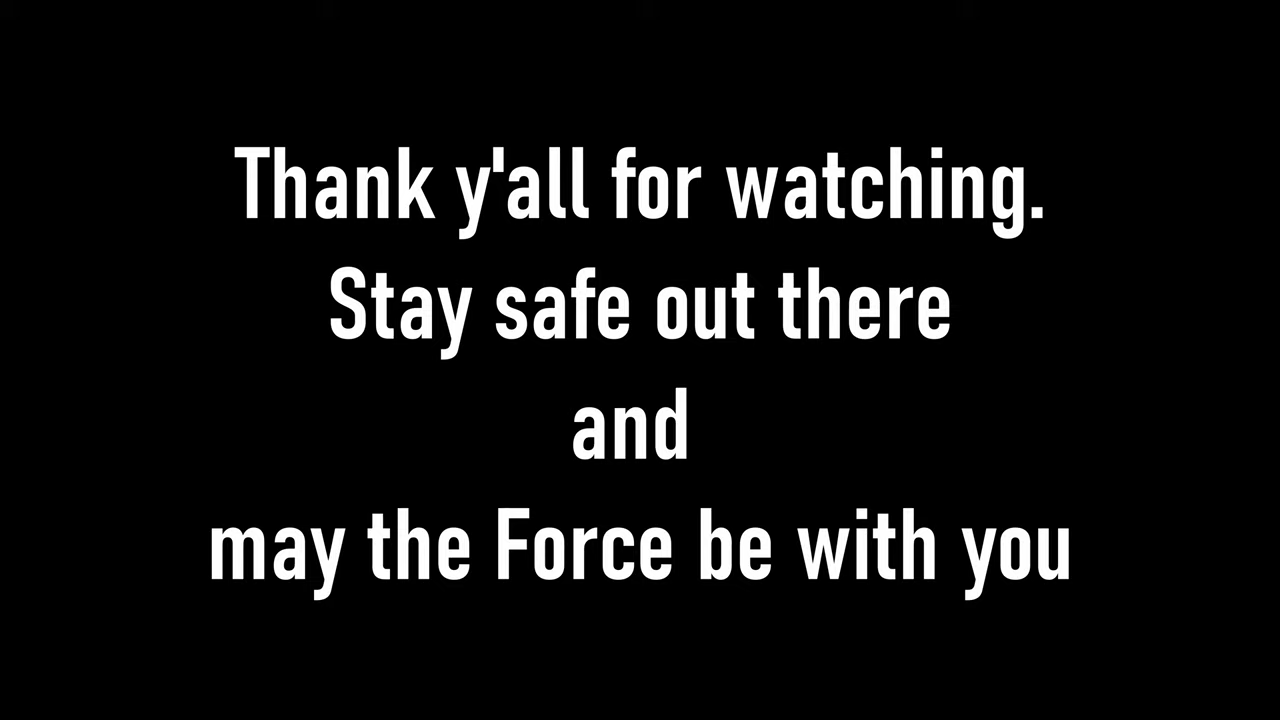 Thank y'all for watching.
Stay safe out there
and
may the Force be with you